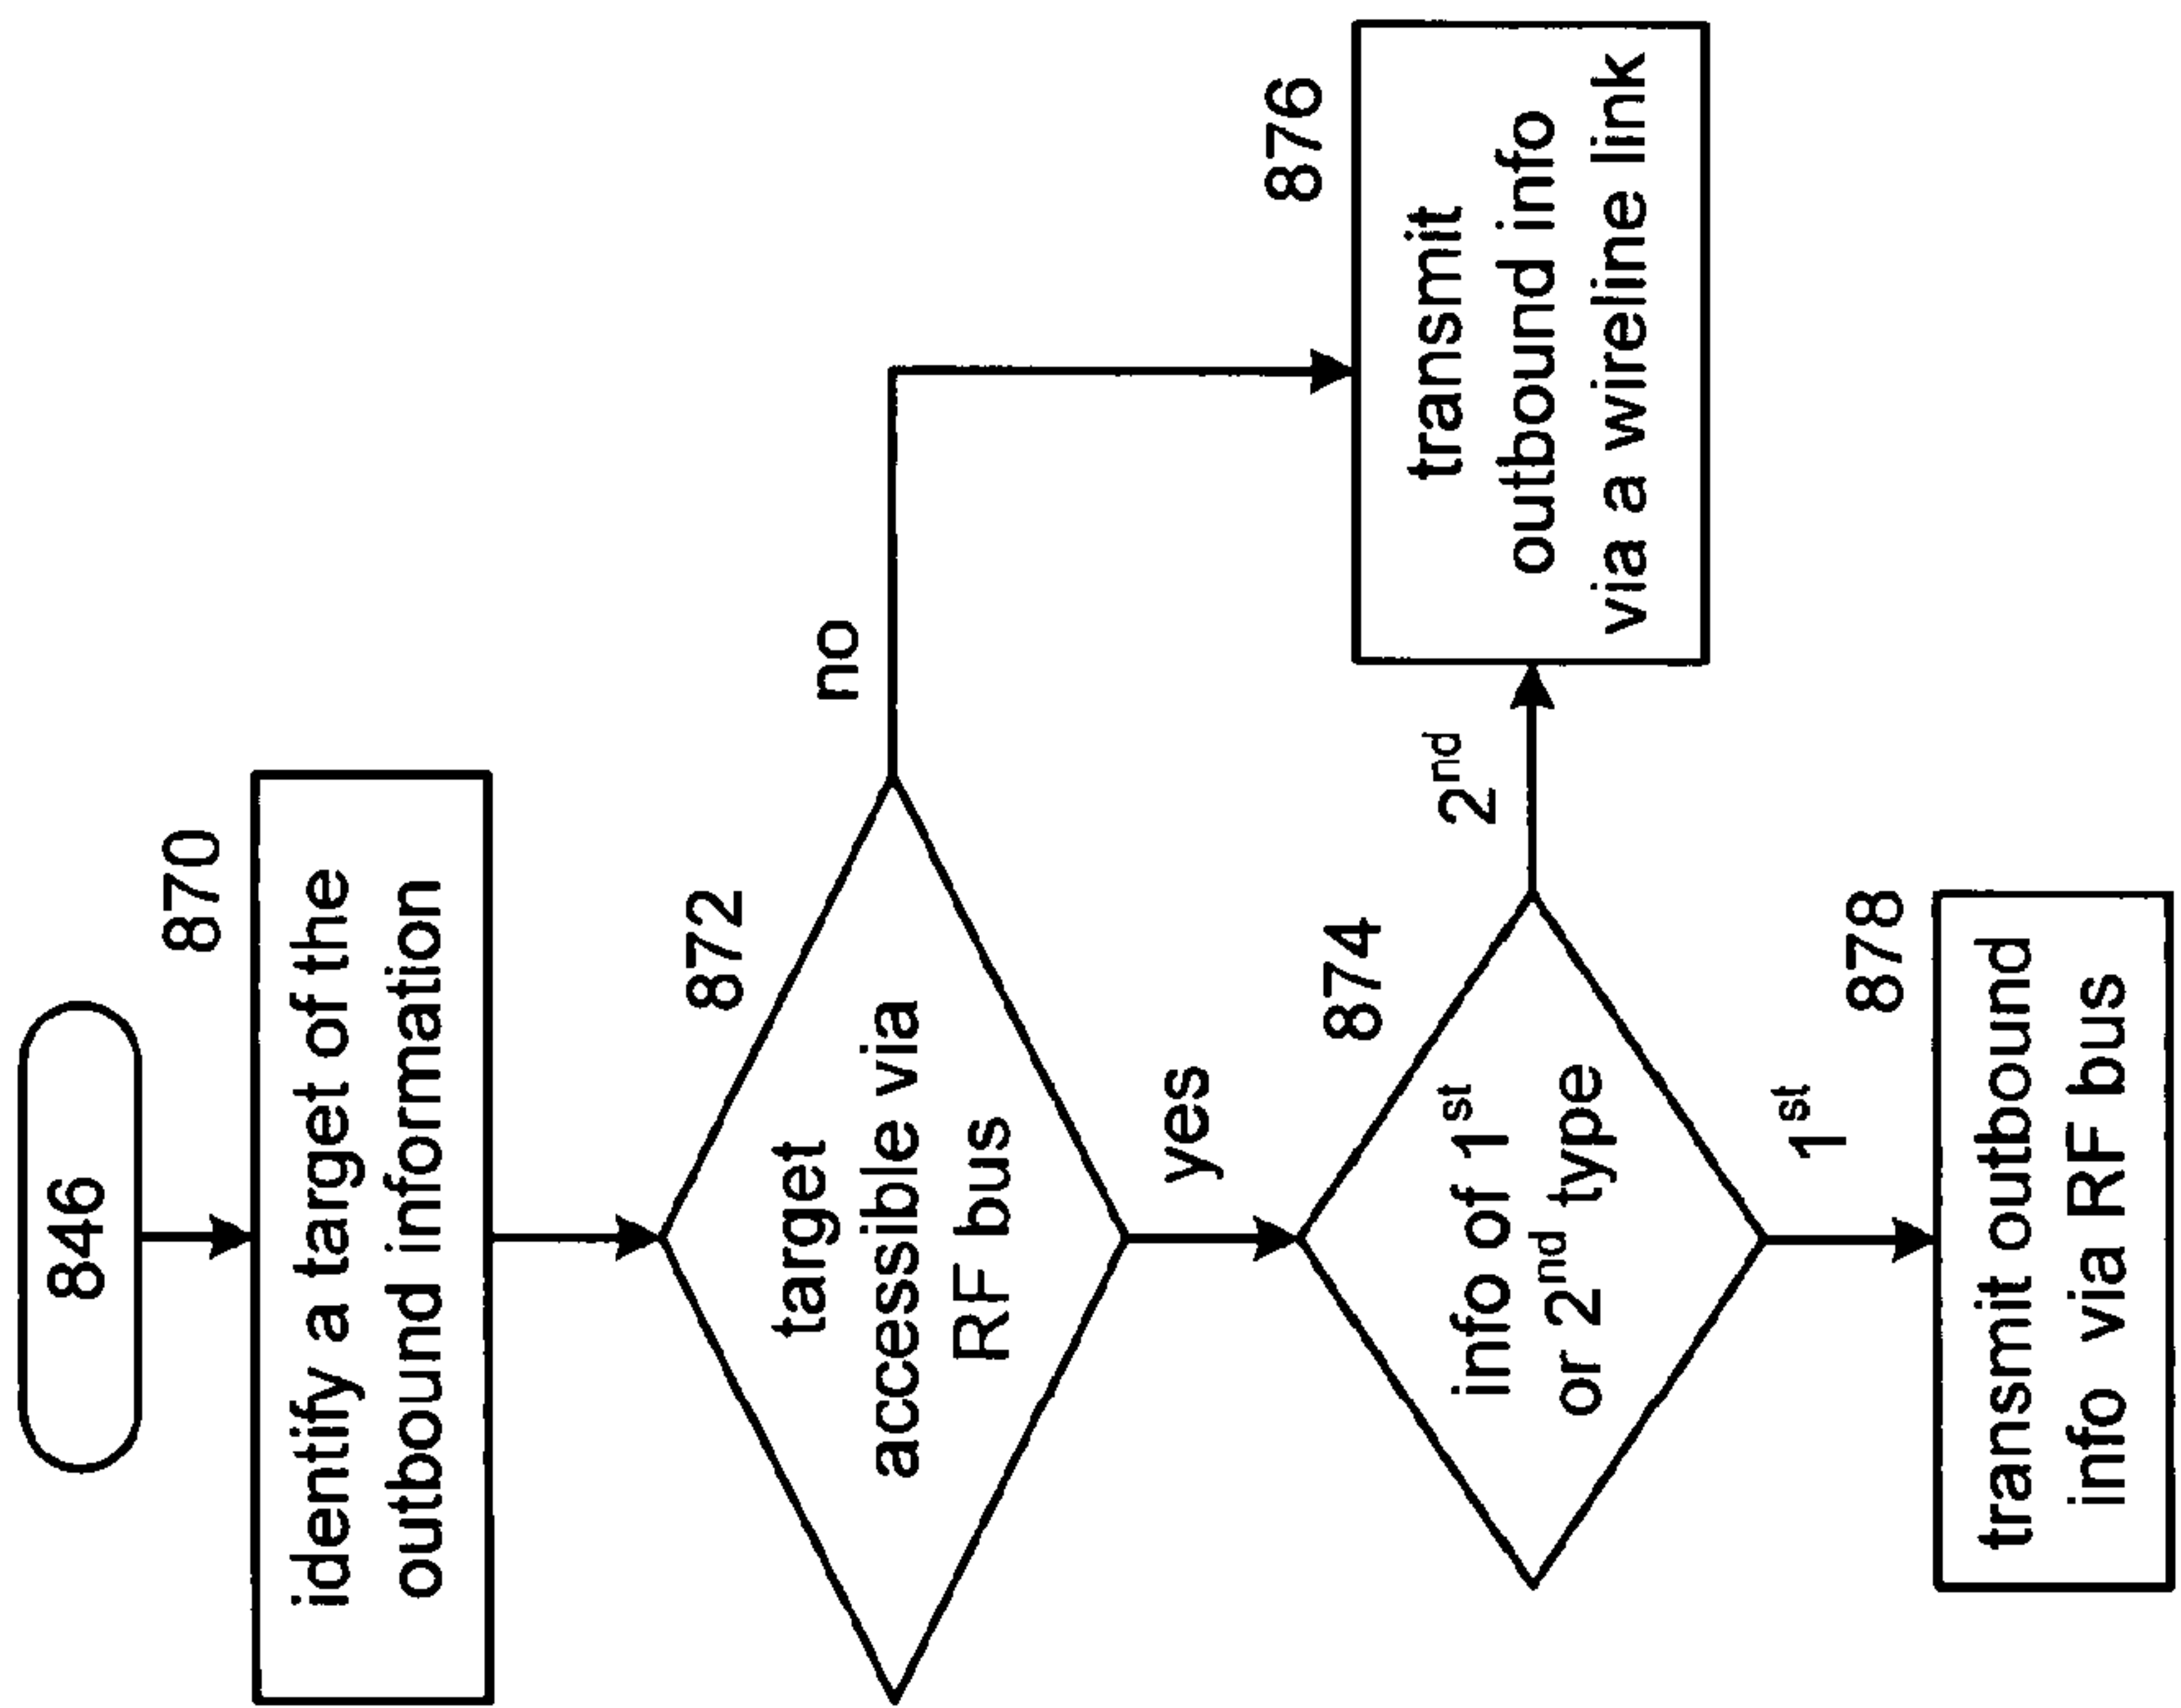 846
870
identify a target of the
outbound information
872
target
accessible via
RF bus
no
yes
874
info of 1st
or 2nd type
2nd
876
transmit
outbound info
via a wireline link
1st
878
transmit outbound
info via RF bus